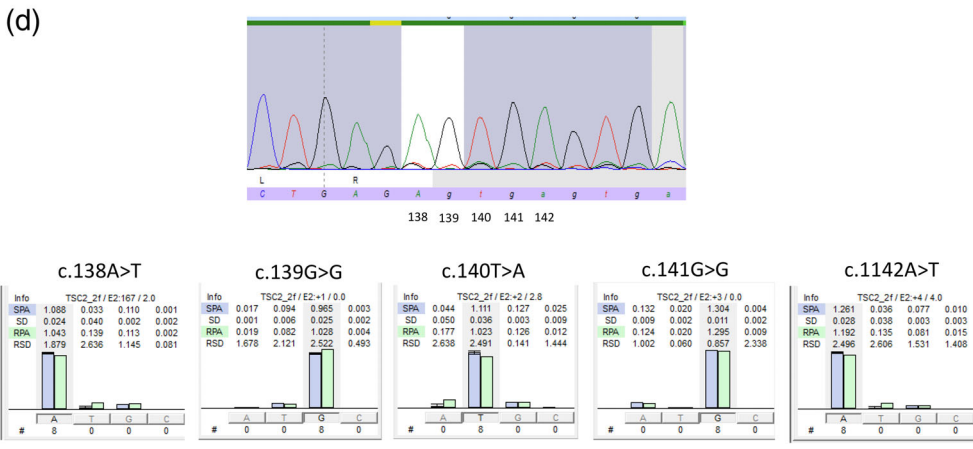 (d)
L R
C T G A G A g t g a g t g a
138 139 140 141 142
c.138A>T
Info TSC2_2f / E2:167 / 2.0
SPA 1.088 0.033 0.110 0.001
SD 0.024 0.040 0.002 0.002
RPA 1.043 0.139 0.113 0.002
RSD 1.879 2.636 1.145 0.081
A T G C
# 8 0 0 0
c.139G>G
Info TSC2_2f / E2:+1 / 0.0
SPA 0.017 0.094 0.965 0.003
SD 0.001 0.006 0.025 0.002
RPA 0.019 0.082 1.028 0.004
RSD 1.678 2.121 2.522 0.493
A T G C
# 0 0 8 0
c.140T>A
Info TSC2_2f / E2:+2 / 2.8
SPA 0.044 1.111 0.127 0.025
SD 0.050 0.036 0.003 0.009
RPA 0.177 1.023 0.126 0.012
RSD 2.638 2.491 0.141 1.444
A T G C
# 0 8 0 0
c.141G>G
Info TSC2_2f / E2:+3 / 0.0
SPA 0.132 0.020 1.304 0.004
SD 0.009 0.002 0.011 0.002
RPA 0.124 0.020 1.295 0.009
RSD 1.002 0.060 0.857 2.338
A T G C
# 0 0 8 0
c.1142A>T
Info TSC2_2f / E2:+4 / 4.0
SPA 1.261 0.036 0.077 0.010
SD 0.028 0.038 0.003 0.003
RPA 1.192 0.135 0.081 0.015
RSD 2.496 2.606 1.531 1.408
A T G C
# 8 0 0 0